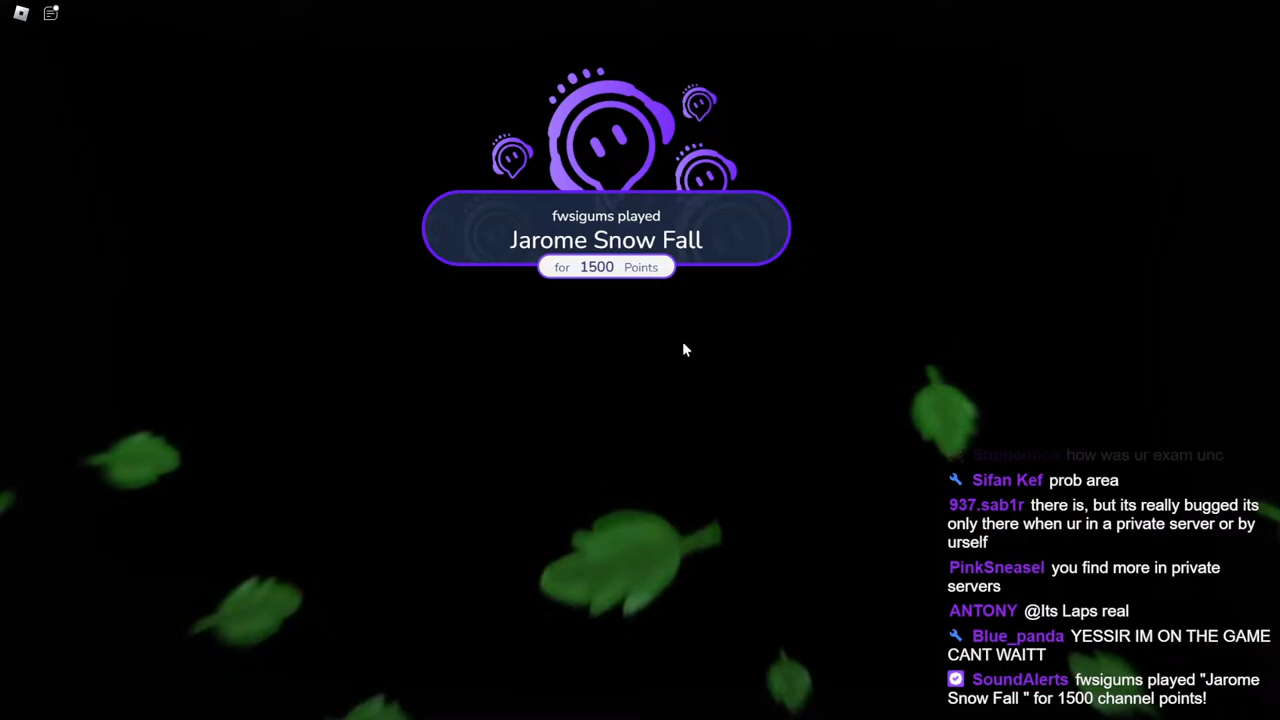 fwsigums played
Jarome Snow Fall
for 1500 Points
how was ur exam unc
Sifan Kef prob area
937.sab1r there is, but its really bugged its
only there when ur in a private server or by
urself
PinkSneasel you find more in private
servers
ANTONY @Its Laps real
Blue_panda YESSIR IM ON THE GAME
CANT WAITT
SoundAlerts fwsigums played "Jarome
Snow Fall " for 1500 channel points!